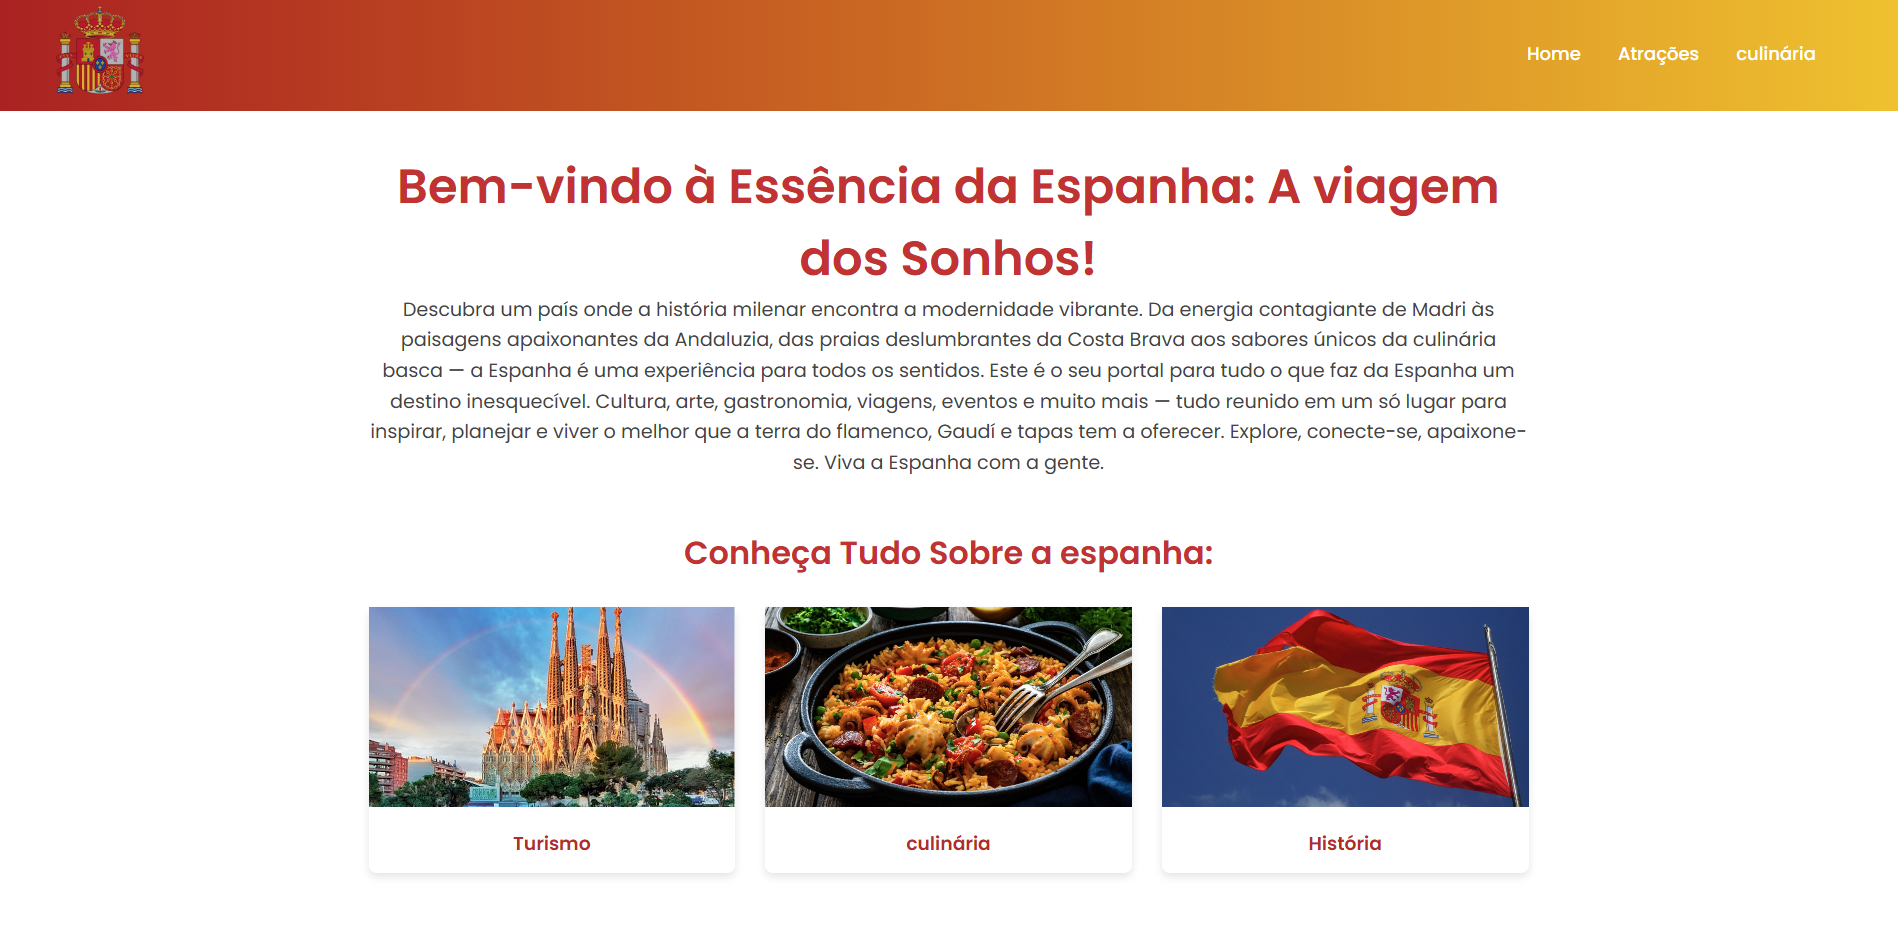 Home
Atrações
culinária
Bem-vindo à Essência da Espanha: A viagem
dos Sonhos!
Descubra um país onde a história milenar encontra a modernidade vibrante. Da energia contagiante de Madri às
paisagens apaixonantes da Andaluzia, das praias deslumbrantes da Costa Brava aos sabores únicos da culinária
basca — a Espanha é uma experiência para todos os sentidos. Este é o seu portal para tudo o que faz da Espanha um
destino inesquecível. Cultura, arte, gastronomia, viagens, eventos e muito mais — tudo reunido em um só lugar para
inspirar, planejar e viver o melhor que a terra do flamenco, Gaudí e tapas tem a oferecer. Explore, conecte-se, apaixone-
se. Viva a Espanha com a gente.
Conheça Tudo Sobre a espanha:
Turismo
culinária
História